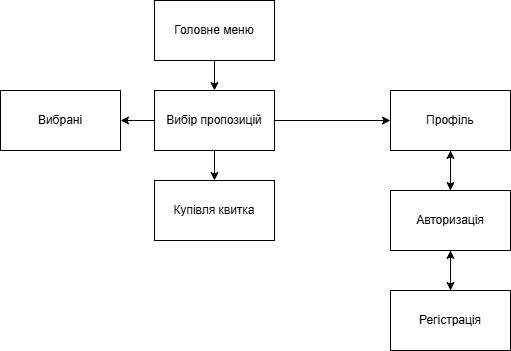 Головне меню
Вибрані
Вибір пропозицій
Профіль
Купівля квитка
Авторизація
Регістрація